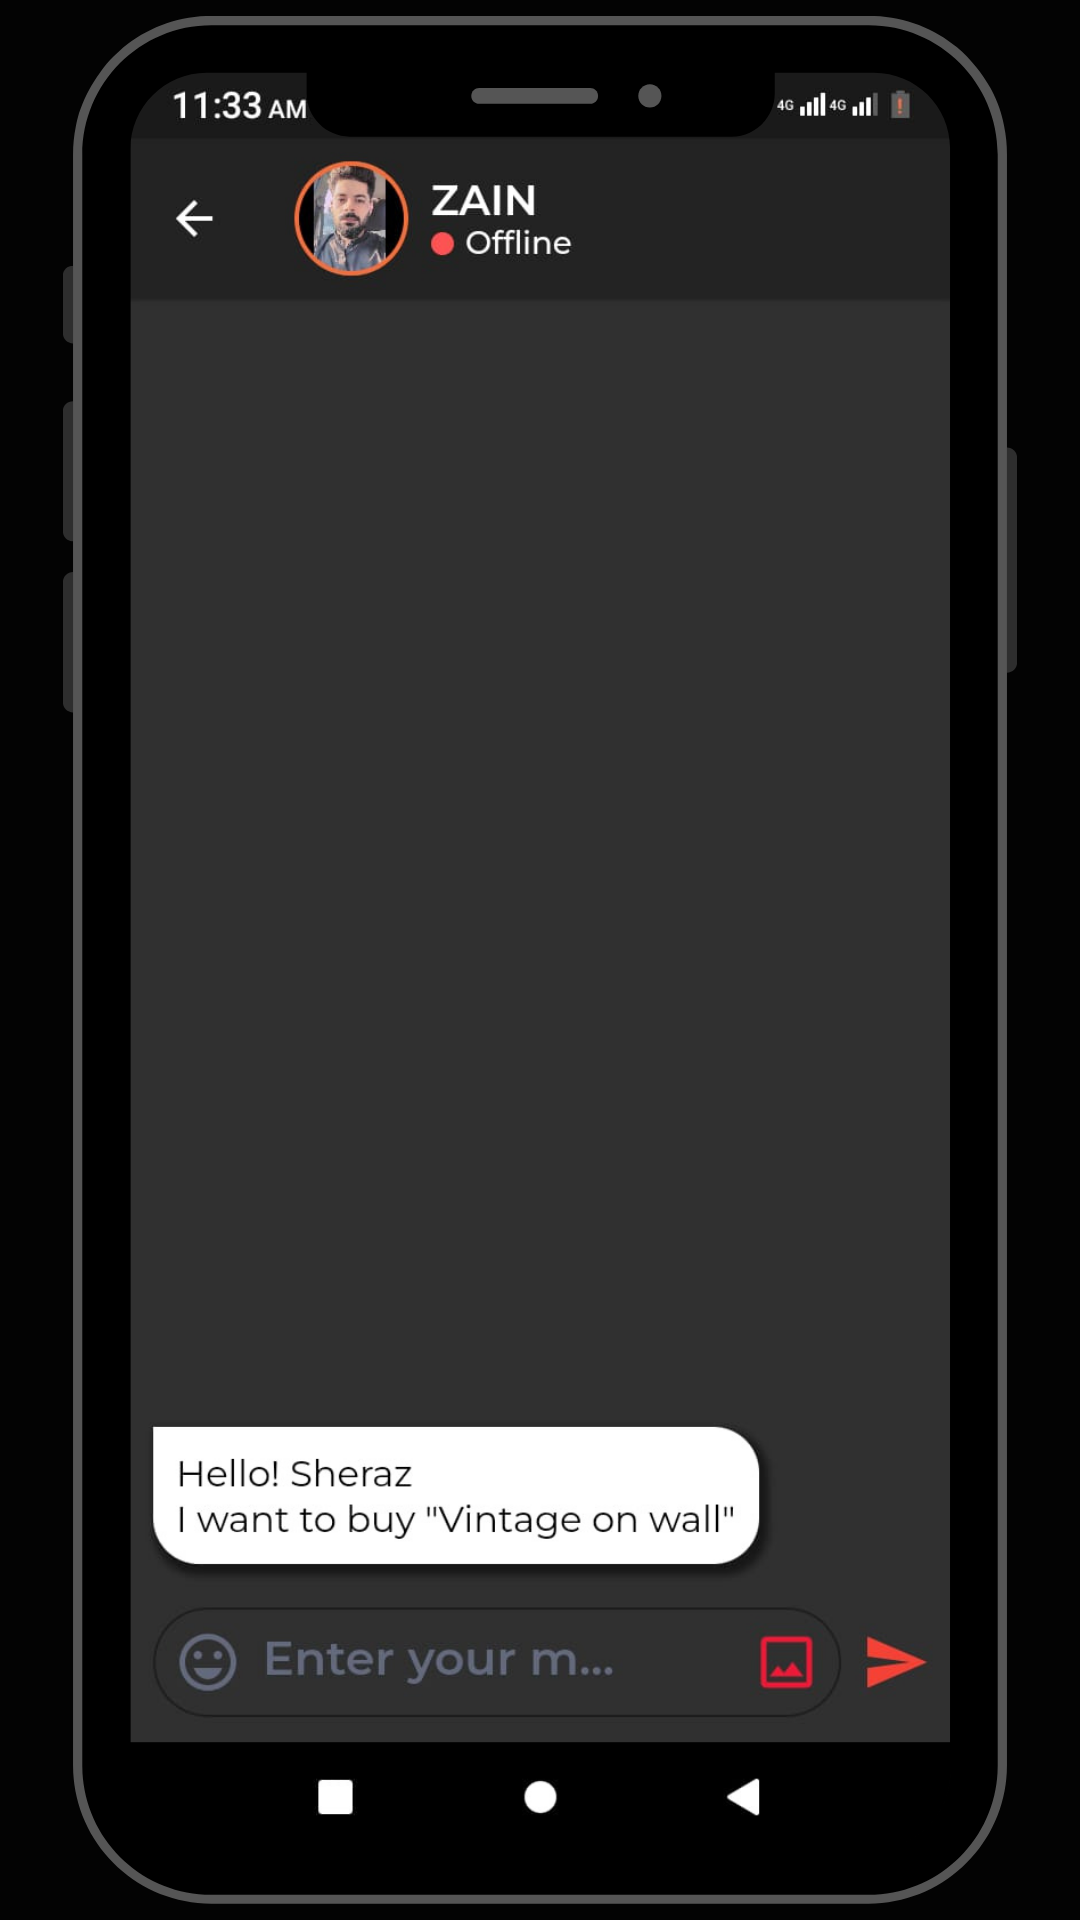 11:33 AM
4G 4G
ZAIN
Offline
Hello! Sheraz
I want to buy "Vintage on wall"
Enter your m...